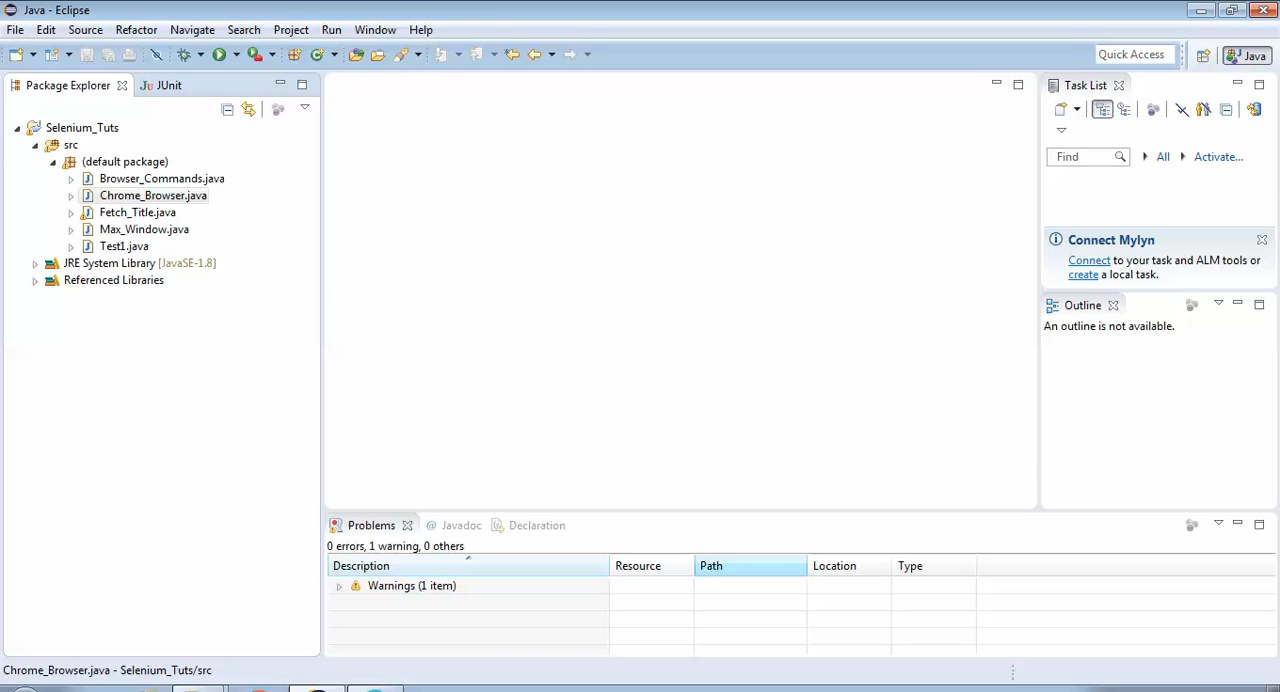 Java - Eclipse
File Edit Source Refactor Navigate Search Project Run Window Help
Quick Access
Java
Package Explorer
Ju JUnit
Selenium_Tuts
src
(default package)
Browser_Commands.java
Chrome_Browser.java
Fetch_Title.java
Max_Window.java
Test1.java
JRE System Library [JavaSE-1.8]
Referenced Libraries
Task List
Find
All
Activate...
Connect Mylyn
Connect to your task and ALM tools or
create a local task.
Outline
An outline is not available.
Problems @ Javadoc Declaration
0 errors, 1 warning, 0 others
Description Resource Path Location Type
Warnings (1 item)
Chrome_Browser.java - Selenium_Tuts/src